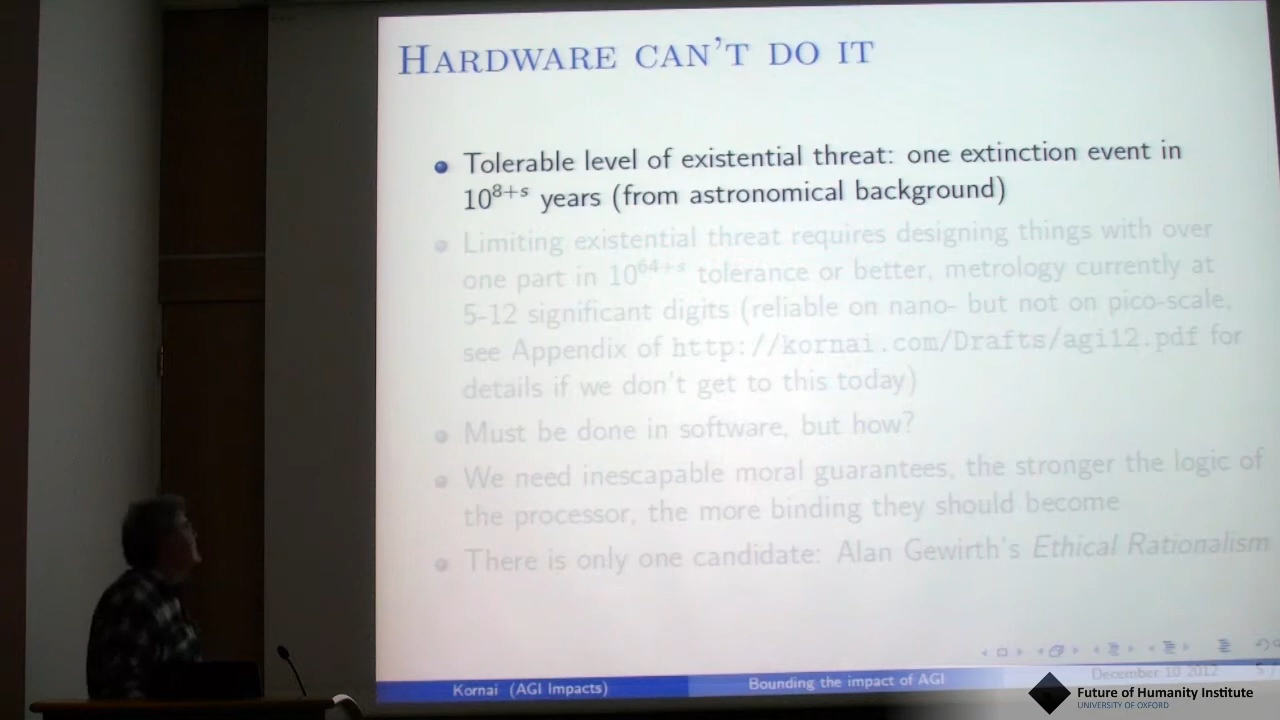 HARDWARE CAN'T DO IT
Tolerable level of existential threat: one extinction event in
10^{8+s} years (from astronomical background)
Limiting existential threat requires designing things with over
one part in 10^{64+s} tolerance or better, metrology currently at
5-12 significant digits (reliable on nano- but not on pico-scale,
see Appendix of http://kornai.com/Drafts/agi12.pdf for
details if we don't get to this today)
Must be done in software, but how?
We need inescapable moral guarantees, the stronger the logic of
the processor, the more binding they should become
There is only one candidate: Alan Gewirth's Ethical Rationalism
Kornai (AGI Impacts) Bounding the impact of AGI December 10 2012
Future of Humanity Institute
UNIVERSITY OF OXFORD